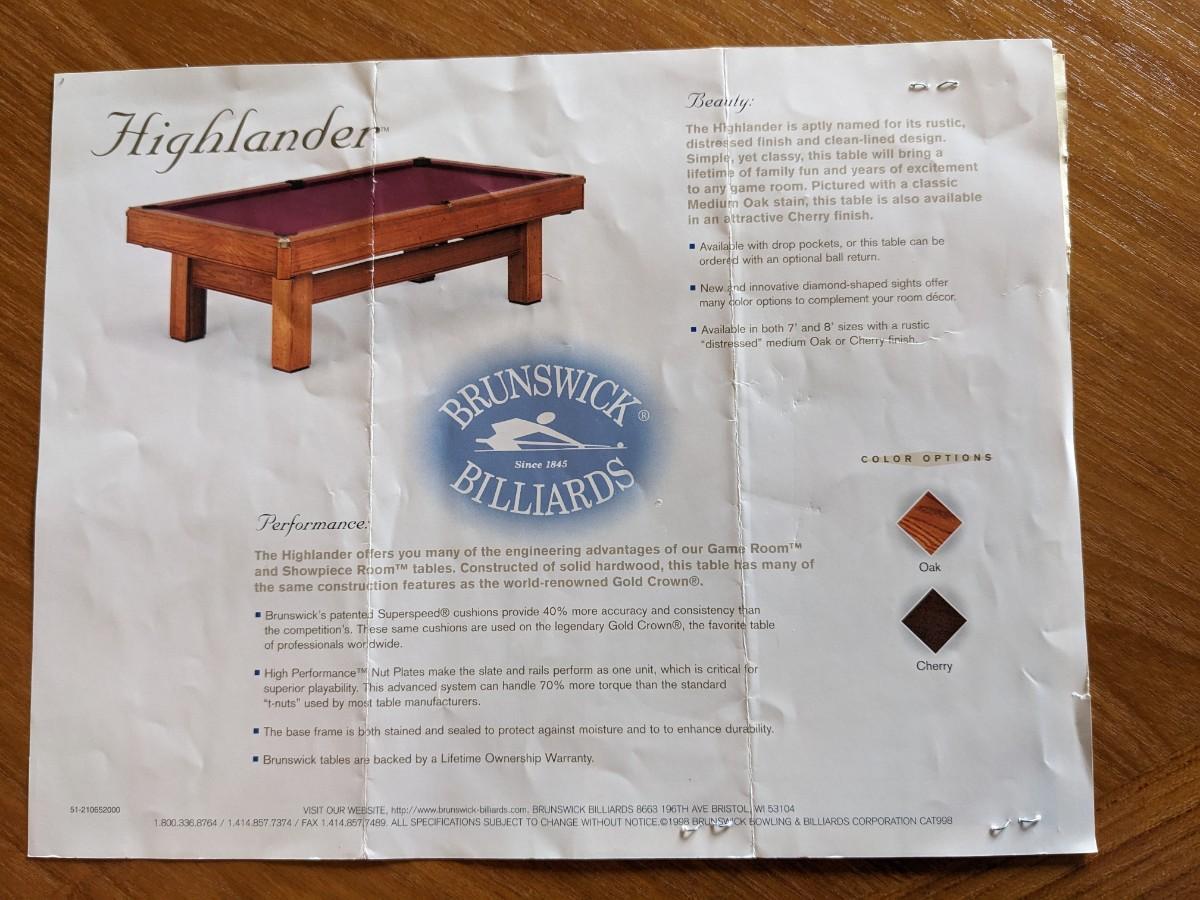 Highlander™
Beauty:
The Highlander is aptly named for its rustic,
distressed finish and clean-lined design.
Simple, yet classy, this table will bring a
lifetime of family fun and years of excitement
to any game room. Pictured with a classic
Medium Oak stain, this table is also available
in an attractive Cherry finish.
■ Available with drop pockets, or this table can be
ordered with an optional ball return.
■ New and innovative diamond-shaped sights offer
many color options to complement your room décor.
■ Available in both 7' and 8' sizes with a rustic
"distressed" medium Oak or Cherry finish.
BRUNSWICK®
Since 1845
BILLIARDS
COLOR OPTIONS
Oak
Cherry
Performance:
The Highlander offers you many of the engineering advantages of our Game Room™
and Showpiece Room™ tables. Constructed of solid hardwood, this table has many of
the same construction features as the world-renowned Gold Crown®.
■ Brunswick's patented Superspeed® cushions provide 40% more accuracy and consistency than
the competition's. These same cushions are used on the legendary Gold Crown®, the favorite table
of professionals worldwide.
■ High Performance™ Nut Plates make the slate and rails perform as one unit, which is critical for
superior playability. This advanced system can handle 70% more torque than the standard
"t-nuts" used by most table manufacturers.
■ The base frame is both stained and sealed to protect against moisture and to to enhance durability.
■ Brunswick tables are backed by a Lifetime Ownership Warranty.
51-210652000
VISIT OUR WEBSITE, http://www.brunswick-billiards.com. BRUNSWICK BILLIARDS 8663 196TH AVE BRISTOL, WI 53104
1.800.336.8764 / 1.414.857.7374 / FAX 1.414.857.7489. ALL SPECIFICATIONS SUBJECT TO CHANGE WITHOUT NOTICE.©1998 BRUNSWICK BOWLING & BILLIARDS CORPORATION CAT998